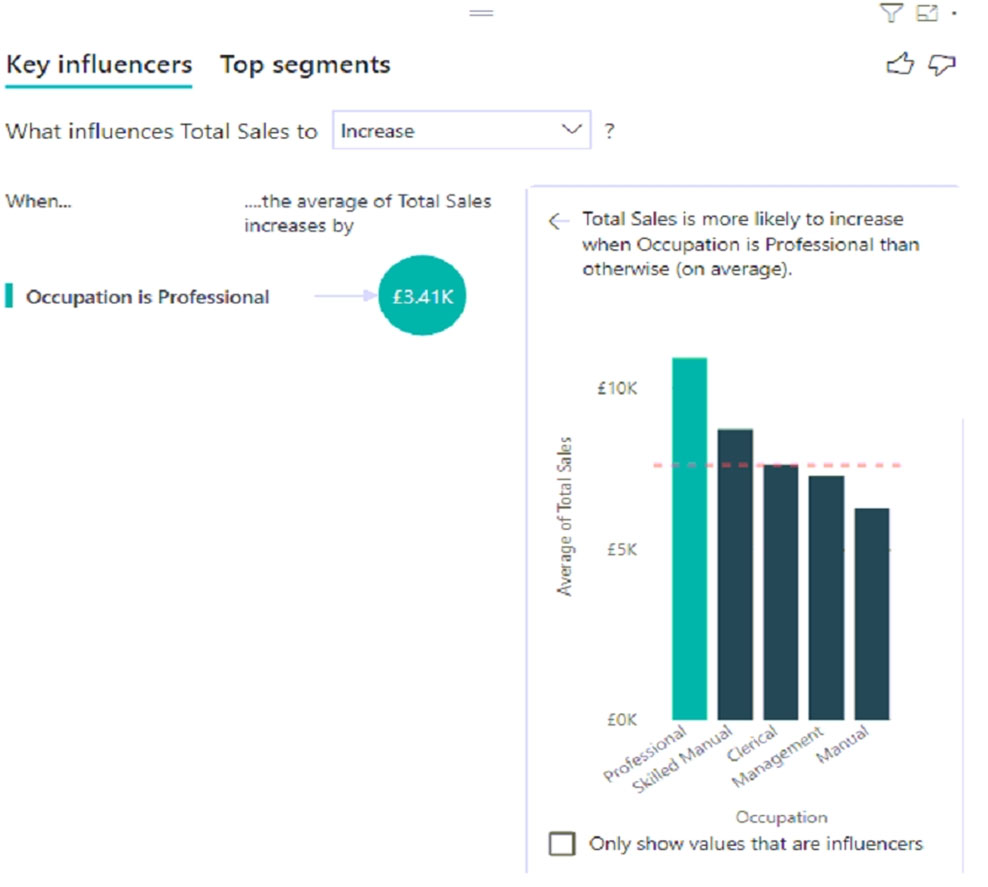 Key influencers Top segments
What influences Total Sales to Increase ?
When...
....the average of Total Sales
increases by
Occupation is Professional £3.41K
Total Sales is more likely to increase
when Occupation is Professional than
otherwise (on average).
£10K
£5K
£0K
Average of Total Sales
Professional
Skilled Manual
Clerical
Management
Manual
Occupation
Only show values that are influencers